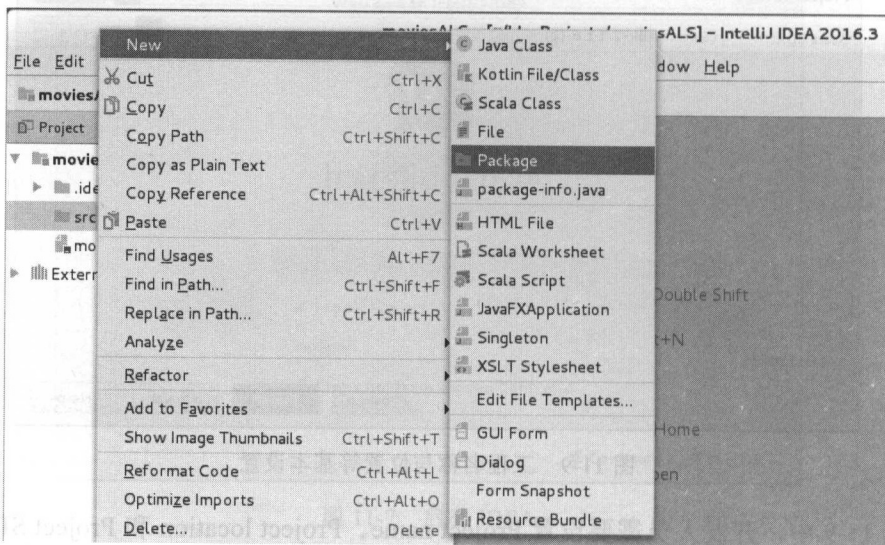 sALS] – IntelliJ IDEA 2016.3
File Edit
dow Help
movies
Project
movie
.ide
src
mo
Extern
New
Cut Ctrl+X
Copy Ctrl+C
Copy Path Ctrl+Shift+C
Copy as Plain Text
Copy Reference Ctrl+Alt+Shift+C
Paste Ctrl+V
Find Usages Alt+F7
Find in Path... Ctrl+Shift+F
Replace in Path... Ctrl+Shift+R
Analyze
Refactor
Add to Favorites
Show Image Thumbnails Ctrl+Shift+T
Reformat Code Ctrl+Alt+L
Optimize Imports Ctrl+Alt+O
Delete... Delete
Java Class
Kotlin File/Class
Scala Class
File
Package
package-info.java
HTML File
Scala Worksheet
Scala Script
JavaFXApplication
Singleton
XSLT Stylesheet
Edit File Templates...
GUI Form
Dialog
Form Snapshot
Resource Bundle
Double Shift
t+N
Home
pen